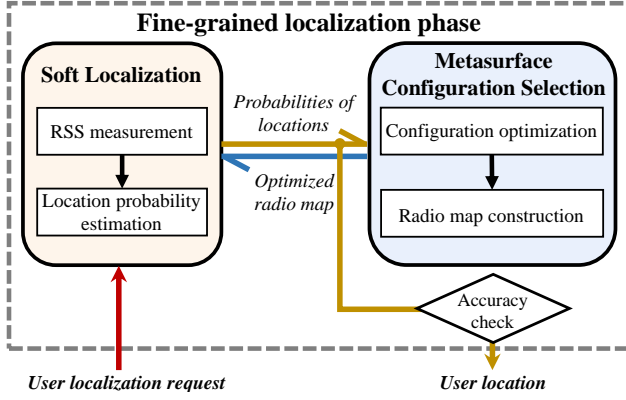 Fine-grained localization phase
Soft Localization
RSS measurement
Location probability
estimation
Probabilities of
locations
Optimized
radio map
Metasurface
Configuration Selection
Configuration optimization
Radio map construction
Accuracy
check
User localization request
User location